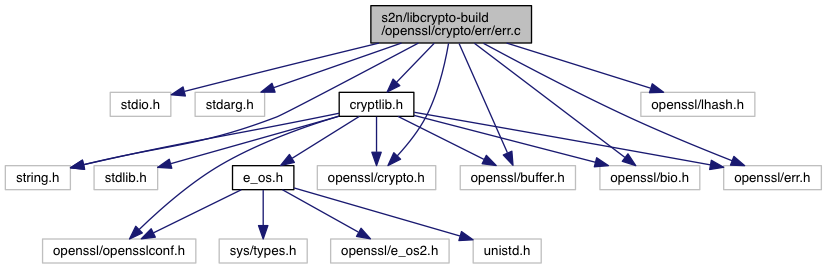 s2n/libcrypto-build
/openssl/crypto/err/err.c
stdio.h
stdarg.h
cryptlib.h
openssl/lhash.h
string.h
stdlib.h
e_os.h
openssl/crypto.h
openssl/buffer.h
openssl/bio.h
openssl/err.h
openssl/opensslconf.h
sys/types.h
openssl/e_os2.h
unistd.h